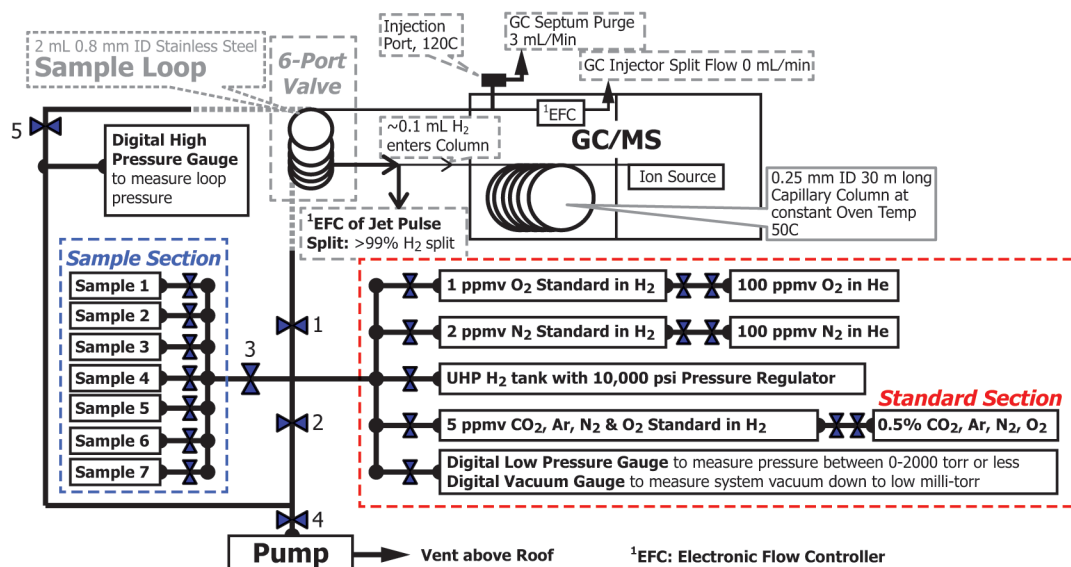 2 mL 0.8 mm ID Stainless Steel
Sample Loop
6-Port
Valve
Injection
Port, 120C
GC Septum Purge
3 mL/Min
GC Injector Split Flow 0 mL/min
5
Digital High
Pressure Gauge
to measure loop
pressure
~0.1 mL H₂
enters Column
¹EFC
GC/MS
Ion Source
0.25 mm ID 30 m long
Capillary Column at
constant Oven Temp
50C
¹EFC of Jet Pulse
Split: >99% H₂ split
Sample Section
Sample 1
Sample 2
Sample 3
Sample 4
Sample 5
Sample 6
Sample 7
1
3
2
4
1 ppmv O₂ Standard in H₂
100 ppmv O₂ in He
2 ppmv N₂ Standard in H₂
100 ppmv N₂ in He
UHP H₂ tank with 10,000 psi Pressure Regulator
Standard Section
5 ppmv CO₂, Ar, N₂ & O₂ Standard in H₂
0.5% CO₂, Ar, N₂, O₂
Digital Low Pressure Gauge to measure pressure between 0-2000 torr or less
Digital Vacuum Gauge to measure system vacuum down to low milli-torr
Pump
Vent above Roof
¹EFC: Electronic Flow Controller